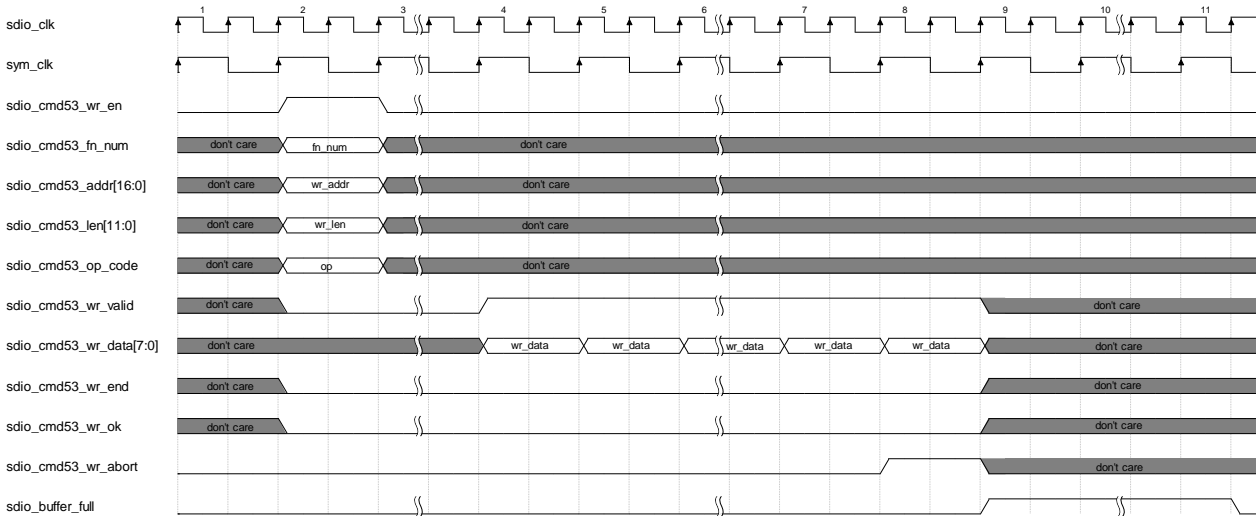 1 2 3 4 5 6 7 8 9 10 11
sdio_clk
sym_clk
sdio_cmd53_wr_en
sdio_cmd53_fn_num don't care fn_num don't care
sdio_cmd53_addr[16:0] don't care wr_addr don't care
sdio_cmd53_len[11:0] don't care wr_len don't care
sdio_cmd53_op_code don't care op don't care
sdio_cmd53_wr_valid don't care don't care
sdio_cmd53_wr_data[7:0] don't care wr_data wr_data wr_data wr_data wr_data don't care
sdio_cmd53_wr_end don't care don't care
sdio_cmd53_wr_ok don't care don't care
sdio_cmd53_wr_abort don't care
sdio_buffer_full